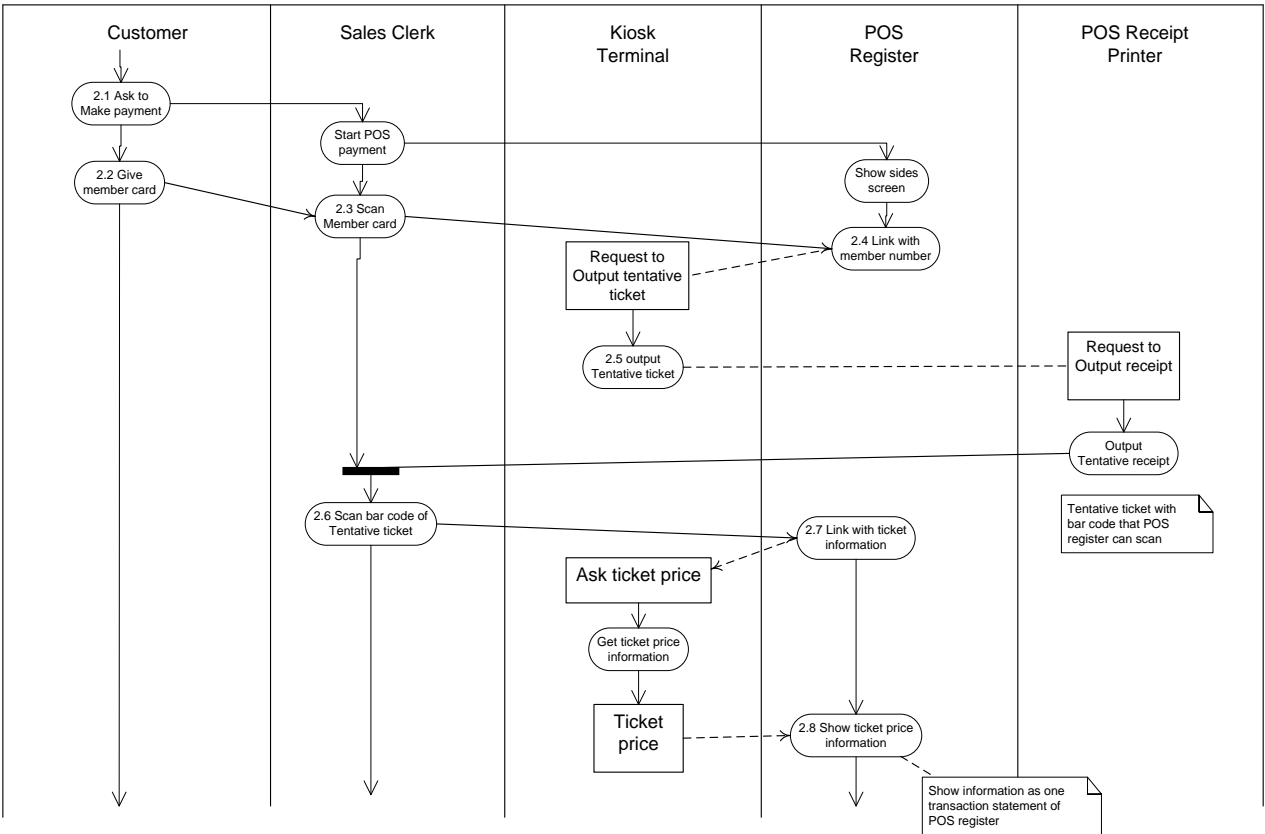 Customer
Sales Clerk
Kiosk
Terminal
POS
Register
POS Receipt
Printer
2.1 Ask to
Make payment
Start POS
payment
2.2 Give
member card
Show sides
screen
2.3 Scan
Member card
2.4 Link with
member number
Request to
Output tentative
ticket
2.5 output
Tentative ticket
Request to
Output receipt
Output
Tentative receipt
Tentative ticket with
bar code that POS
register can scan
2.6 Scan bar code of
Tentative ticket
2.7 Link with ticket
information
Ask ticket price
Get ticket price
information
Ticket
price
2.8 Show ticket price
information
Show information as one
transaction statement of
POS register